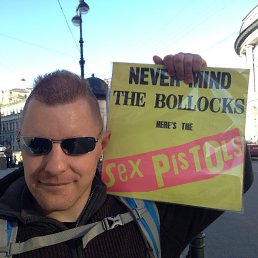 NEVER MIND
THE BOLLOCKS
HERE'S THE
Sex PISTOLS